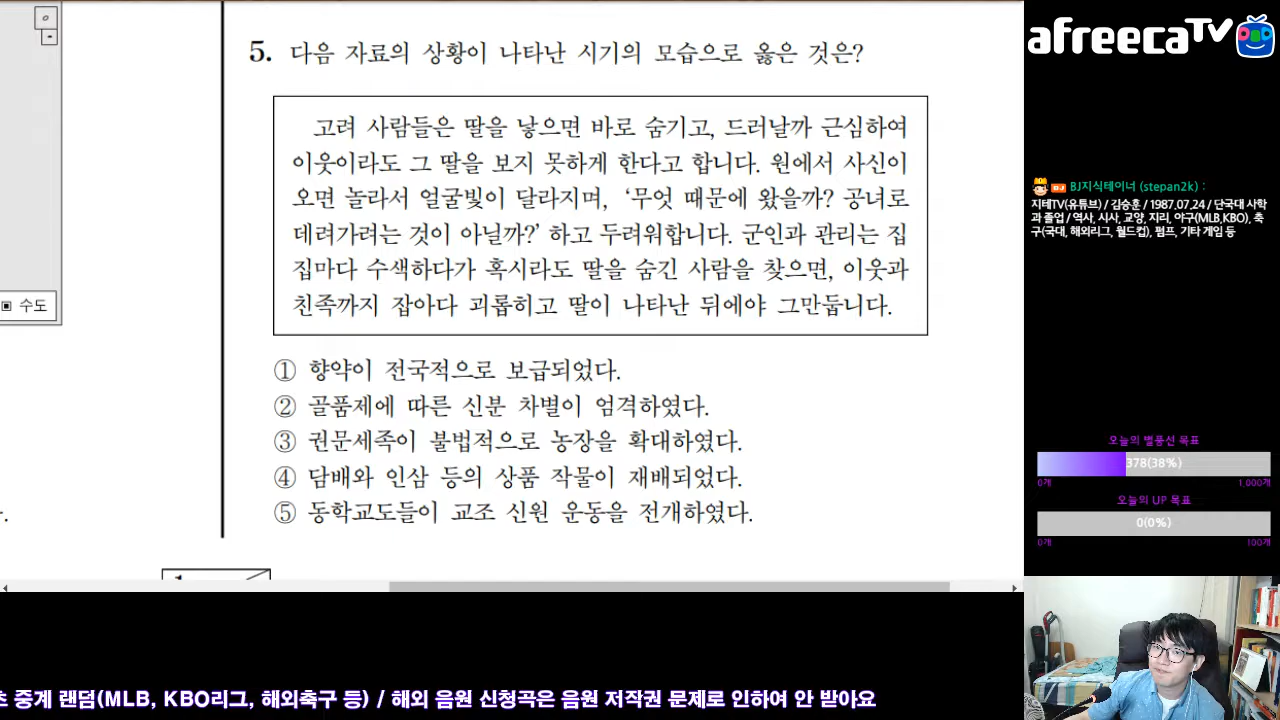 5. 다음 자료의 상황이 나타난 시기의 모습으로 옳은 것은?
고려 사람들은 딸을 낳으면 바로 숨기고, 드러날까 근심하여
이웃이라도 그 딸을 보지 못하게 한다고 합니다. 원에서 사신이
오면 놀라서 얼굴빛이 달라지며, ‘무엇 때문에 왔을까? 공녀로
데려가려는 것이 아닐까?’ 하고 두려워합니다. 군인과 관리는 집
집마다 수색하다가 혹시라도 딸을 숨긴 사람을 찾으면, 이웃과
친족까지 잡아다 괴롭히고 딸이 나타난 뒤에야 그만둡니다.
① 향약이 전국적으로 보급되었다.
② 골품제에 따른 신분 차별이 엄격하였다.
③ 권문세족이 불법적으로 농장을 확대하였다.
④ 담배와 인삼 등의 상품 작물이 재배되었다.
⑤ 동학교도들이 교조 신원 운동을 전개하였다.
▣ 수도
afreecaTV
BJ BJ지식테이너 (stepan2k) :
지테TV(유튜브) / 김승훈 / 1987.07.24 / 단국대 사학
과 졸업 / 역사, 시사, 교양, 지리, 야구(MLB,KBO), 축
구(국대, 해외리그, 월드컵), 펌프, 기타 게임 등
오늘의 별풍선 목표
378(38%)
0개 1,000개
오늘의 UP 목표
0(0%)
0개 100개
중계 랜덤(MLB, KBO리그, 해외축구 등) / 해외 음원 신청곡은 음원 저작권 문제로 인하여 안 받아요